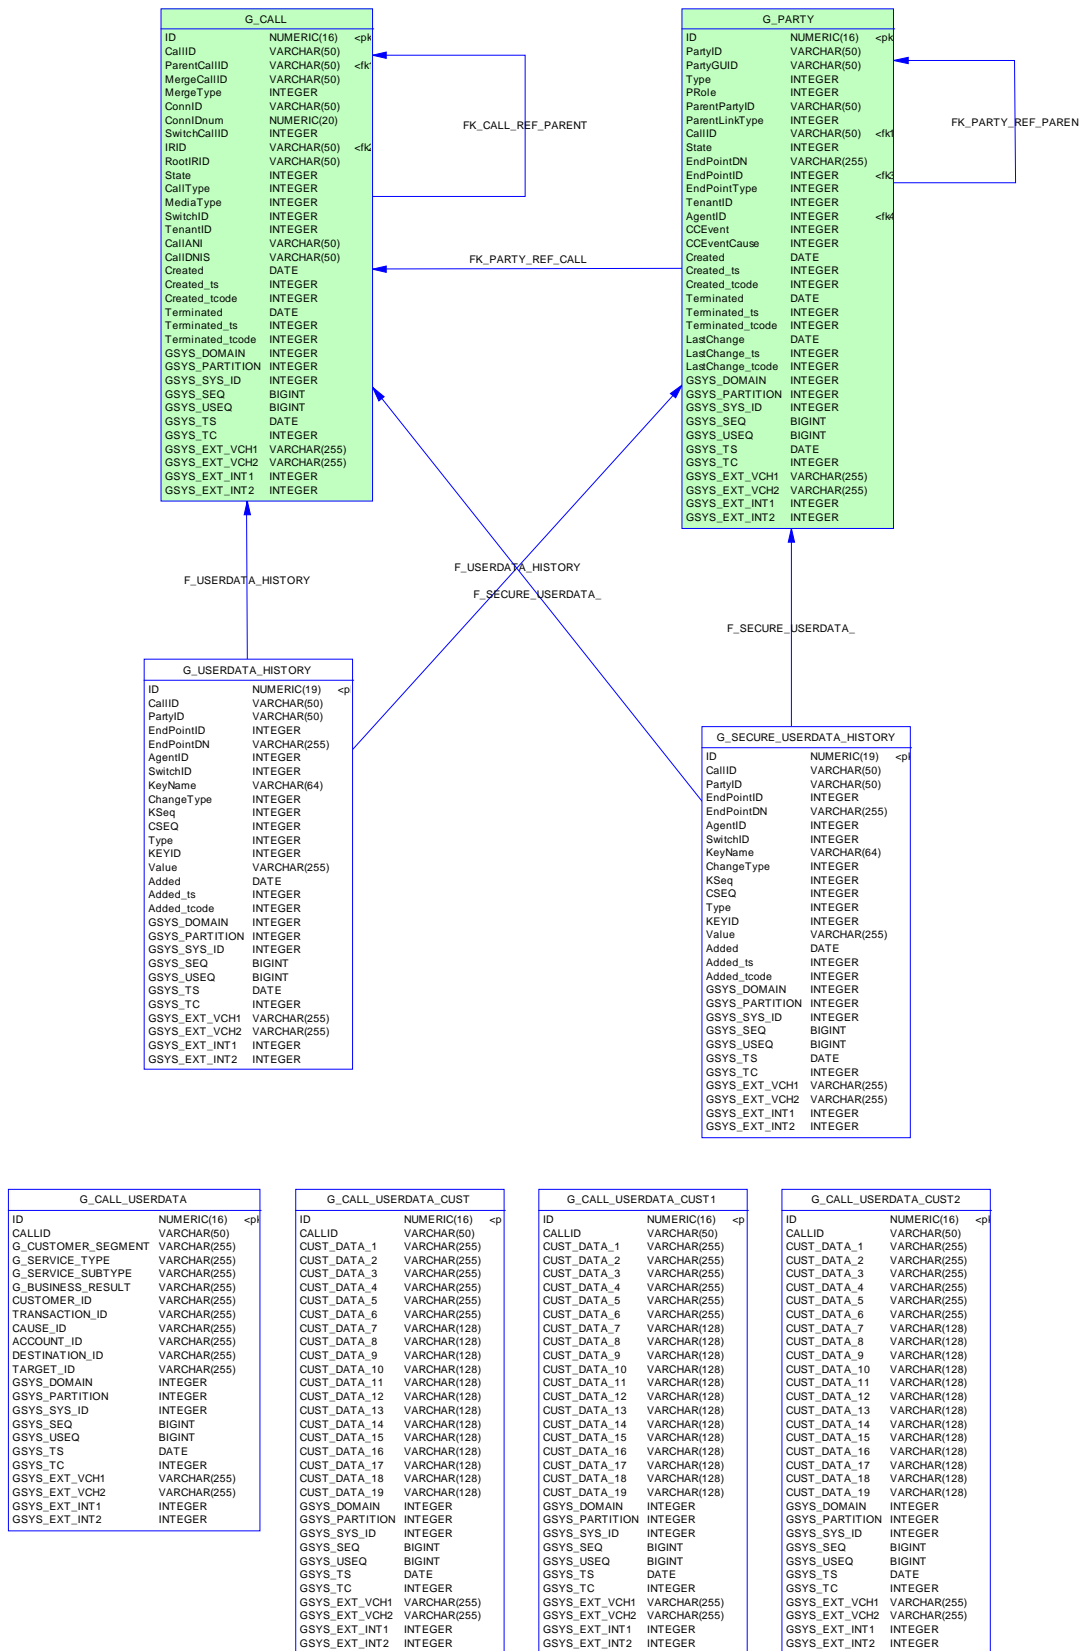 G_CALL
ID NUMERIC(16) <pk
CallID VARCHAR(50)
ParentCallID VARCHAR(50) <fk1
MergeCallID VARCHAR(50)
MergeType INTEGER
ConnID VARCHAR(50)
ConnIDnum NUMERIC(20)
SwitchCallID INTEGER
IRID VARCHAR(50) <fk2
RootIRID VARCHAR(50)
State INTEGER
CallType INTEGER
MediaType INTEGER
SwitchID INTEGER
TenantID INTEGER
CallANI VARCHAR(50)
CallDNIS VARCHAR(50)
Created DATE
Created_ts INTEGER
Created_tcode INTEGER
Terminated DATE
Terminated_ts INTEGER
Terminated_tcode INTEGER
GSYS_DOMAIN INTEGER
GSYS_PARTITION INTEGER
GSYS_SYS_ID INTEGER
GSYS_SEQ BIGINT
GSYS_USEQ BIGINT
GSYS_TS DATE
GSYS_TC INTEGER
GSYS_EXT_VCH1 VARCHAR(255)
GSYS_EXT_VCH2 VARCHAR(255)
GSYS_EXT_INT1 INTEGER
GSYS_EXT_INT2 INTEGER
FK_CALL_REF_PARENT
FK_PARTY_REF_CALL
G_PARTY
ID NUMERIC(16) <pk
PartyID VARCHAR(50)
PartyGUID VARCHAR(50)
Type INTEGER
PRole INTEGER
ParentPartyID VARCHAR(50)
ParentLinkType INTEGER
CallID VARCHAR(50) <fk1
State INTEGER
EndPointDN VARCHAR(255)
EndPointID INTEGER <fk3
EndPointType INTEGER
TenantID INTEGER
AgentID INTEGER <fk4
CCEvent INTEGER
CCEventCause INTEGER
Created DATE
Created_ts INTEGER
Created_tcode INTEGER
Terminated DATE
Terminated_ts INTEGER
Terminated_tcode INTEGER
LastChange DATE
LastChange_ts INTEGER
LastChange_tcode INTEGER
GSYS_DOMAIN INTEGER
GSYS_PARTITION INTEGER
GSYS_SYS_ID INTEGER
GSYS_SEQ BIGINT
GSYS_USEQ BIGINT
GSYS_TS DATE
GSYS_TC INTEGER
GSYS_EXT_VCH1 VARCHAR(255)
GSYS_EXT_VCH2 VARCHAR(255)
GSYS_EXT_INT1 INTEGER
GSYS_EXT_INT2 INTEGER
FK_PARTY_REF_PAREN
F_USERDATA_HISTORY
F_USERDATA_HISTORY
F_SECURE_USERDATA_
F_SECURE_USERDATA_
G_USERDATA_HISTORY
ID NUMERIC(19) <p
CallID VARCHAR(50)
PartyID VARCHAR(50)
EndPointID INTEGER
EndPointDN VARCHAR(255)
AgentID INTEGER
SwitchID INTEGER
KeyName VARCHAR(64)
ChangeType INTEGER
KSeq INTEGER
CSEQ INTEGER
Type INTEGER
KEYID INTEGER
Value VARCHAR(255)
Added DATE
Added_ts INTEGER
Added_tcode INTEGER
GSYS_DOMAIN INTEGER
GSYS_PARTITION INTEGER
GSYS_SYS_ID INTEGER
GSYS_SEQ BIGINT
GSYS_USEQ BIGINT
GSYS_TS DATE
GSYS_TC INTEGER
GSYS_EXT_VCH1 VARCHAR(255)
GSYS_EXT_VCH2 VARCHAR(255)
GSYS_EXT_INT1 INTEGER
GSYS_EXT_INT2 INTEGER
G_SECURE_USERDATA_HISTORY
ID NUMERIC(19) <pk
CallID VARCHAR(50)
PartyID VARCHAR(50)
EndPointID INTEGER
EndPointDN VARCHAR(255)
AgentID INTEGER
SwitchID INTEGER
KeyName VARCHAR(64)
ChangeType INTEGER
KSeq INTEGER
CSEQ INTEGER
Type INTEGER
KEYID INTEGER
Value VARCHAR(255)
Added DATE
Added_ts INTEGER
Added_tcode INTEGER
GSYS_DOMAIN INTEGER
GSYS_PARTITION INTEGER
GSYS_SYS_ID INTEGER
GSYS_SEQ BIGINT
GSYS_USEQ BIGINT
GSYS_TS DATE
GSYS_TC INTEGER
GSYS_EXT_VCH1 VARCHAR(255)
GSYS_EXT_VCH2 VARCHAR(255)
GSYS_EXT_INT1 INTEGER
GSYS_EXT_INT2 INTEGER
G_CALL_USERDATA
ID NUMERIC(16) <pk
CALLID VARCHAR(50)
G_CUSTOMER_SEGMENT VARCHAR(255)
G_SERVICE_TYPE VARCHAR(255)
G_SERVICE_SUBTYPE VARCHAR(255)
G_BUSINESS_RESULT VARCHAR(255)
CUSTOMER_ID VARCHAR(255)
TRANSACTION_ID VARCHAR(255)
CAUSE_ID VARCHAR(255)
ACCOUNT_ID VARCHAR(255)
DESTINATION_ID VARCHAR(255)
TARGET_ID VARCHAR(255)
GSYS_DOMAIN INTEGER
GSYS_PARTITION INTEGER
GSYS_SYS_ID INTEGER
GSYS_SEQ BIGINT
GSYS_USEQ BIGINT
GSYS_TS DATE
GSYS_TC INTEGER
GSYS_EXT_VCH1 VARCHAR(255)
GSYS_EXT_VCH2 VARCHAR(255)
GSYS_EXT_INT1 INTEGER
GSYS_EXT_INT2 INTEGER
G_CALL_USERDATA_CUST
ID NUMERIC(16) <p
CALLID VARCHAR(50)
CUST_DATA_1 VARCHAR(255)
CUST_DATA_2 VARCHAR(255)
CUST_DATA_3 VARCHAR(255)
CUST_DATA_4 VARCHAR(255)
CUST_DATA_5 VARCHAR(255)
CUST_DATA_6 VARCHAR(255)
CUST_DATA_7 VARCHAR(128)
CUST_DATA_8 VARCHAR(128)
CUST_DATA_9 VARCHAR(128)
CUST_DATA_10 VARCHAR(128)
CUST_DATA_11 VARCHAR(128)
CUST_DATA_12 VARCHAR(128)
CUST_DATA_13 VARCHAR(128)
CUST_DATA_14 VARCHAR(128)
CUST_DATA_15 VARCHAR(128)
CUST_DATA_16 VARCHAR(128)
CUST_DATA_17 VARCHAR(128)
CUST_DATA_18 VARCHAR(128)
CUST_DATA_19 VARCHAR(128)
GSYS_DOMAIN INTEGER
GSYS_PARTITION INTEGER
GSYS_SYS_ID INTEGER
GSYS_SEQ BIGINT
GSYS_USEQ BIGINT
GSYS_TS DATE
GSYS_TC INTEGER
GSYS_EXT_VCH1 VARCHAR(255)
GSYS_EXT_VCH2 VARCHAR(255)
GSYS_EXT_INT1 INTEGER
GSYS_EXT_INT2 INTEGER
G_CALL_USERDATA_CUST1
ID NUMERIC(16) <p
CALLID VARCHAR(50)
CUST_DATA_1 VARCHAR(255)
CUST_DATA_2 VARCHAR(255)
CUST_DATA_3 VARCHAR(255)
CUST_DATA_4 VARCHAR(255)
CUST_DATA_5 VARCHAR(255)
CUST_DATA_6 VARCHAR(255)
CUST_DATA_7 VARCHAR(128)
CUST_DATA_8 VARCHAR(128)
CUST_DATA_9 VARCHAR(128)
CUST_DATA_10 VARCHAR(128)
CUST_DATA_11 VARCHAR(128)
CUST_DATA_12 VARCHAR(128)
CUST_DATA_13 VARCHAR(128)
CUST_DATA_14 VARCHAR(128)
CUST_DATA_15 VARCHAR(128)
CUST_DATA_16 VARCHAR(128)
CUST_DATA_17 VARCHAR(128)
CUST_DATA_18 VARCHAR(128)
CUST_DATA_19 VARCHAR(128)
GSYS_DOMAIN INTEGER
GSYS_PARTITION INTEGER
GSYS_SYS_ID INTEGER
GSYS_SEQ BIGINT
GSYS_USEQ BIGINT
GSYS_TS DATE
GSYS_TC INTEGER
GSYS_EXT_VCH1 VARCHAR(255)
GSYS_EXT_VCH2 VARCHAR(255)
GSYS_EXT_INT1 INTEGER
GSYS_EXT_INT2 INTEGER
G_CALL_USERDATA_CUST2
ID NUMERIC(16) <pk
CALLID VARCHAR(50)
CUST_DATA_1 VARCHAR(255)
CUST_DATA_2 VARCHAR(255)
CUST_DATA_3 VARCHAR(255)
CUST_DATA_4 VARCHAR(255)
CUST_DATA_5 VARCHAR(255)
CUST_DATA_6 VARCHAR(255)
CUST_DATA_7 VARCHAR(128)
CUST_DATA_8 VARCHAR(128)
CUST_DATA_9 VARCHAR(128)
CUST_DATA_10 VARCHAR(128)
CUST_DATA_11 VARCHAR(128)
CUST_DATA_12 VARCHAR(128)
CUST_DATA_13 VARCHAR(128)
CUST_DATA_14 VARCHAR(128)
CUST_DATA_15 VARCHAR(128)
CUST_DATA_16 VARCHAR(128)
CUST_DATA_17 VARCHAR(128)
CUST_DATA_18 VARCHAR(128)
CUST_DATA_19 VARCHAR(128)
GSYS_DOMAIN INTEGER
GSYS_PARTITION INTEGER
GSYS_SYS_ID INTEGER
GSYS_SEQ BIGINT
GSYS_USEQ BIGINT
GSYS_TS DATE
GSYS_TC INTEGER
GSYS_EXT_VCH1 VARCHAR(255)
GSYS_EXT_VCH2 VARCHAR(255)
GSYS_EXT_INT1 INTEGER
GSYS_EXT_INT2 INTEGER